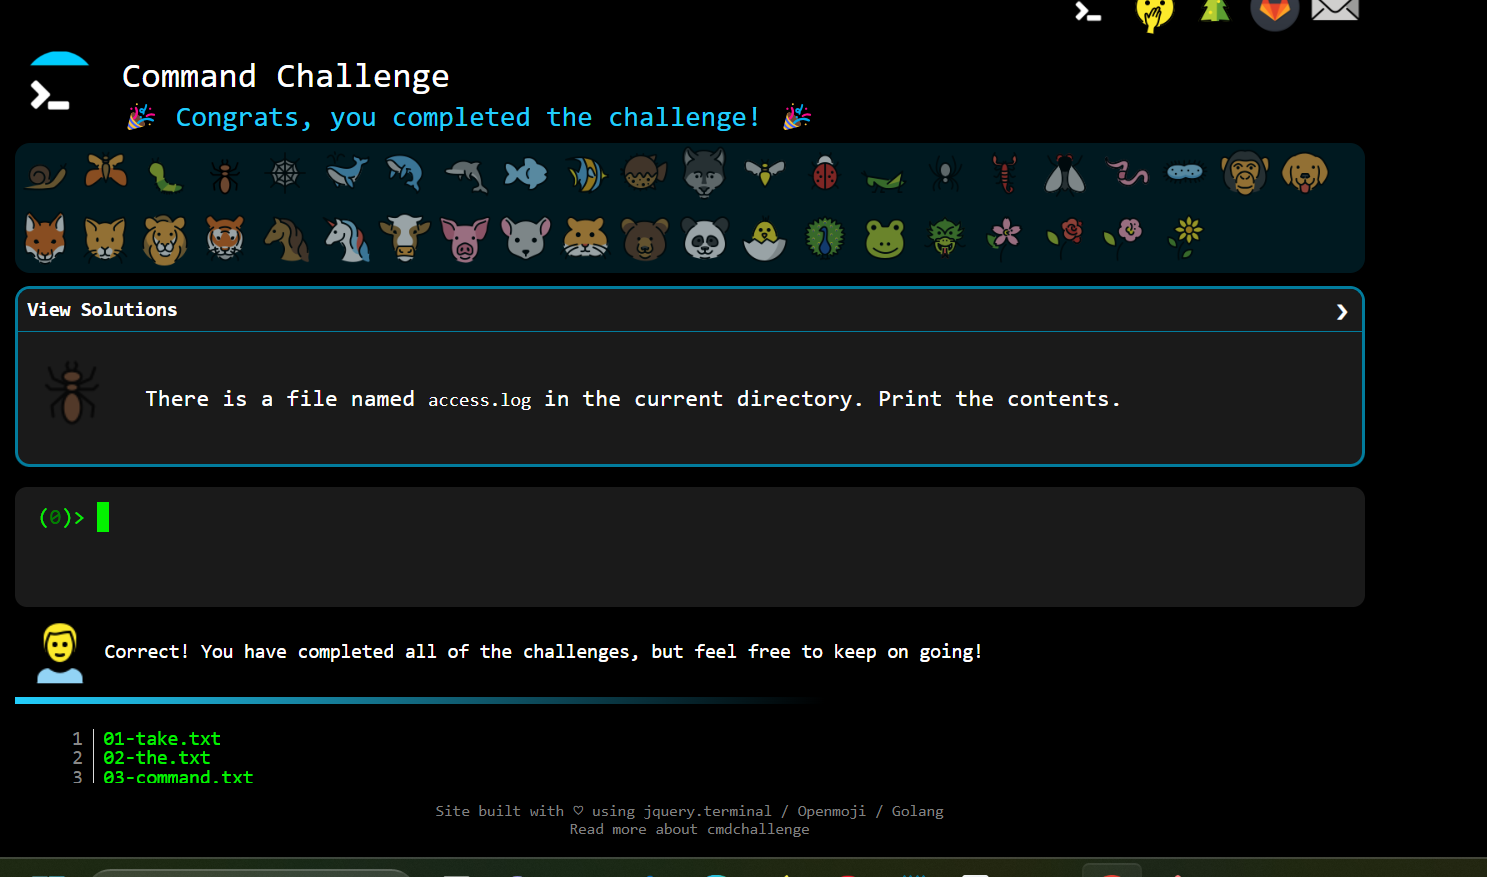 Command Challenge
🎉 Congrats, you completed the challenge! 🎉
View Solutions
There is a file named access.log in the current directory. Print the contents.
(0)>
Correct! You have completed all of the challenges, but feel free to keep on going!
1 01-take.txt
2 02-the.txt
3 03-command.txt
Site built with ♡ using jquery.terminal / Openmoji / Golang
Read more about cmdchallenge